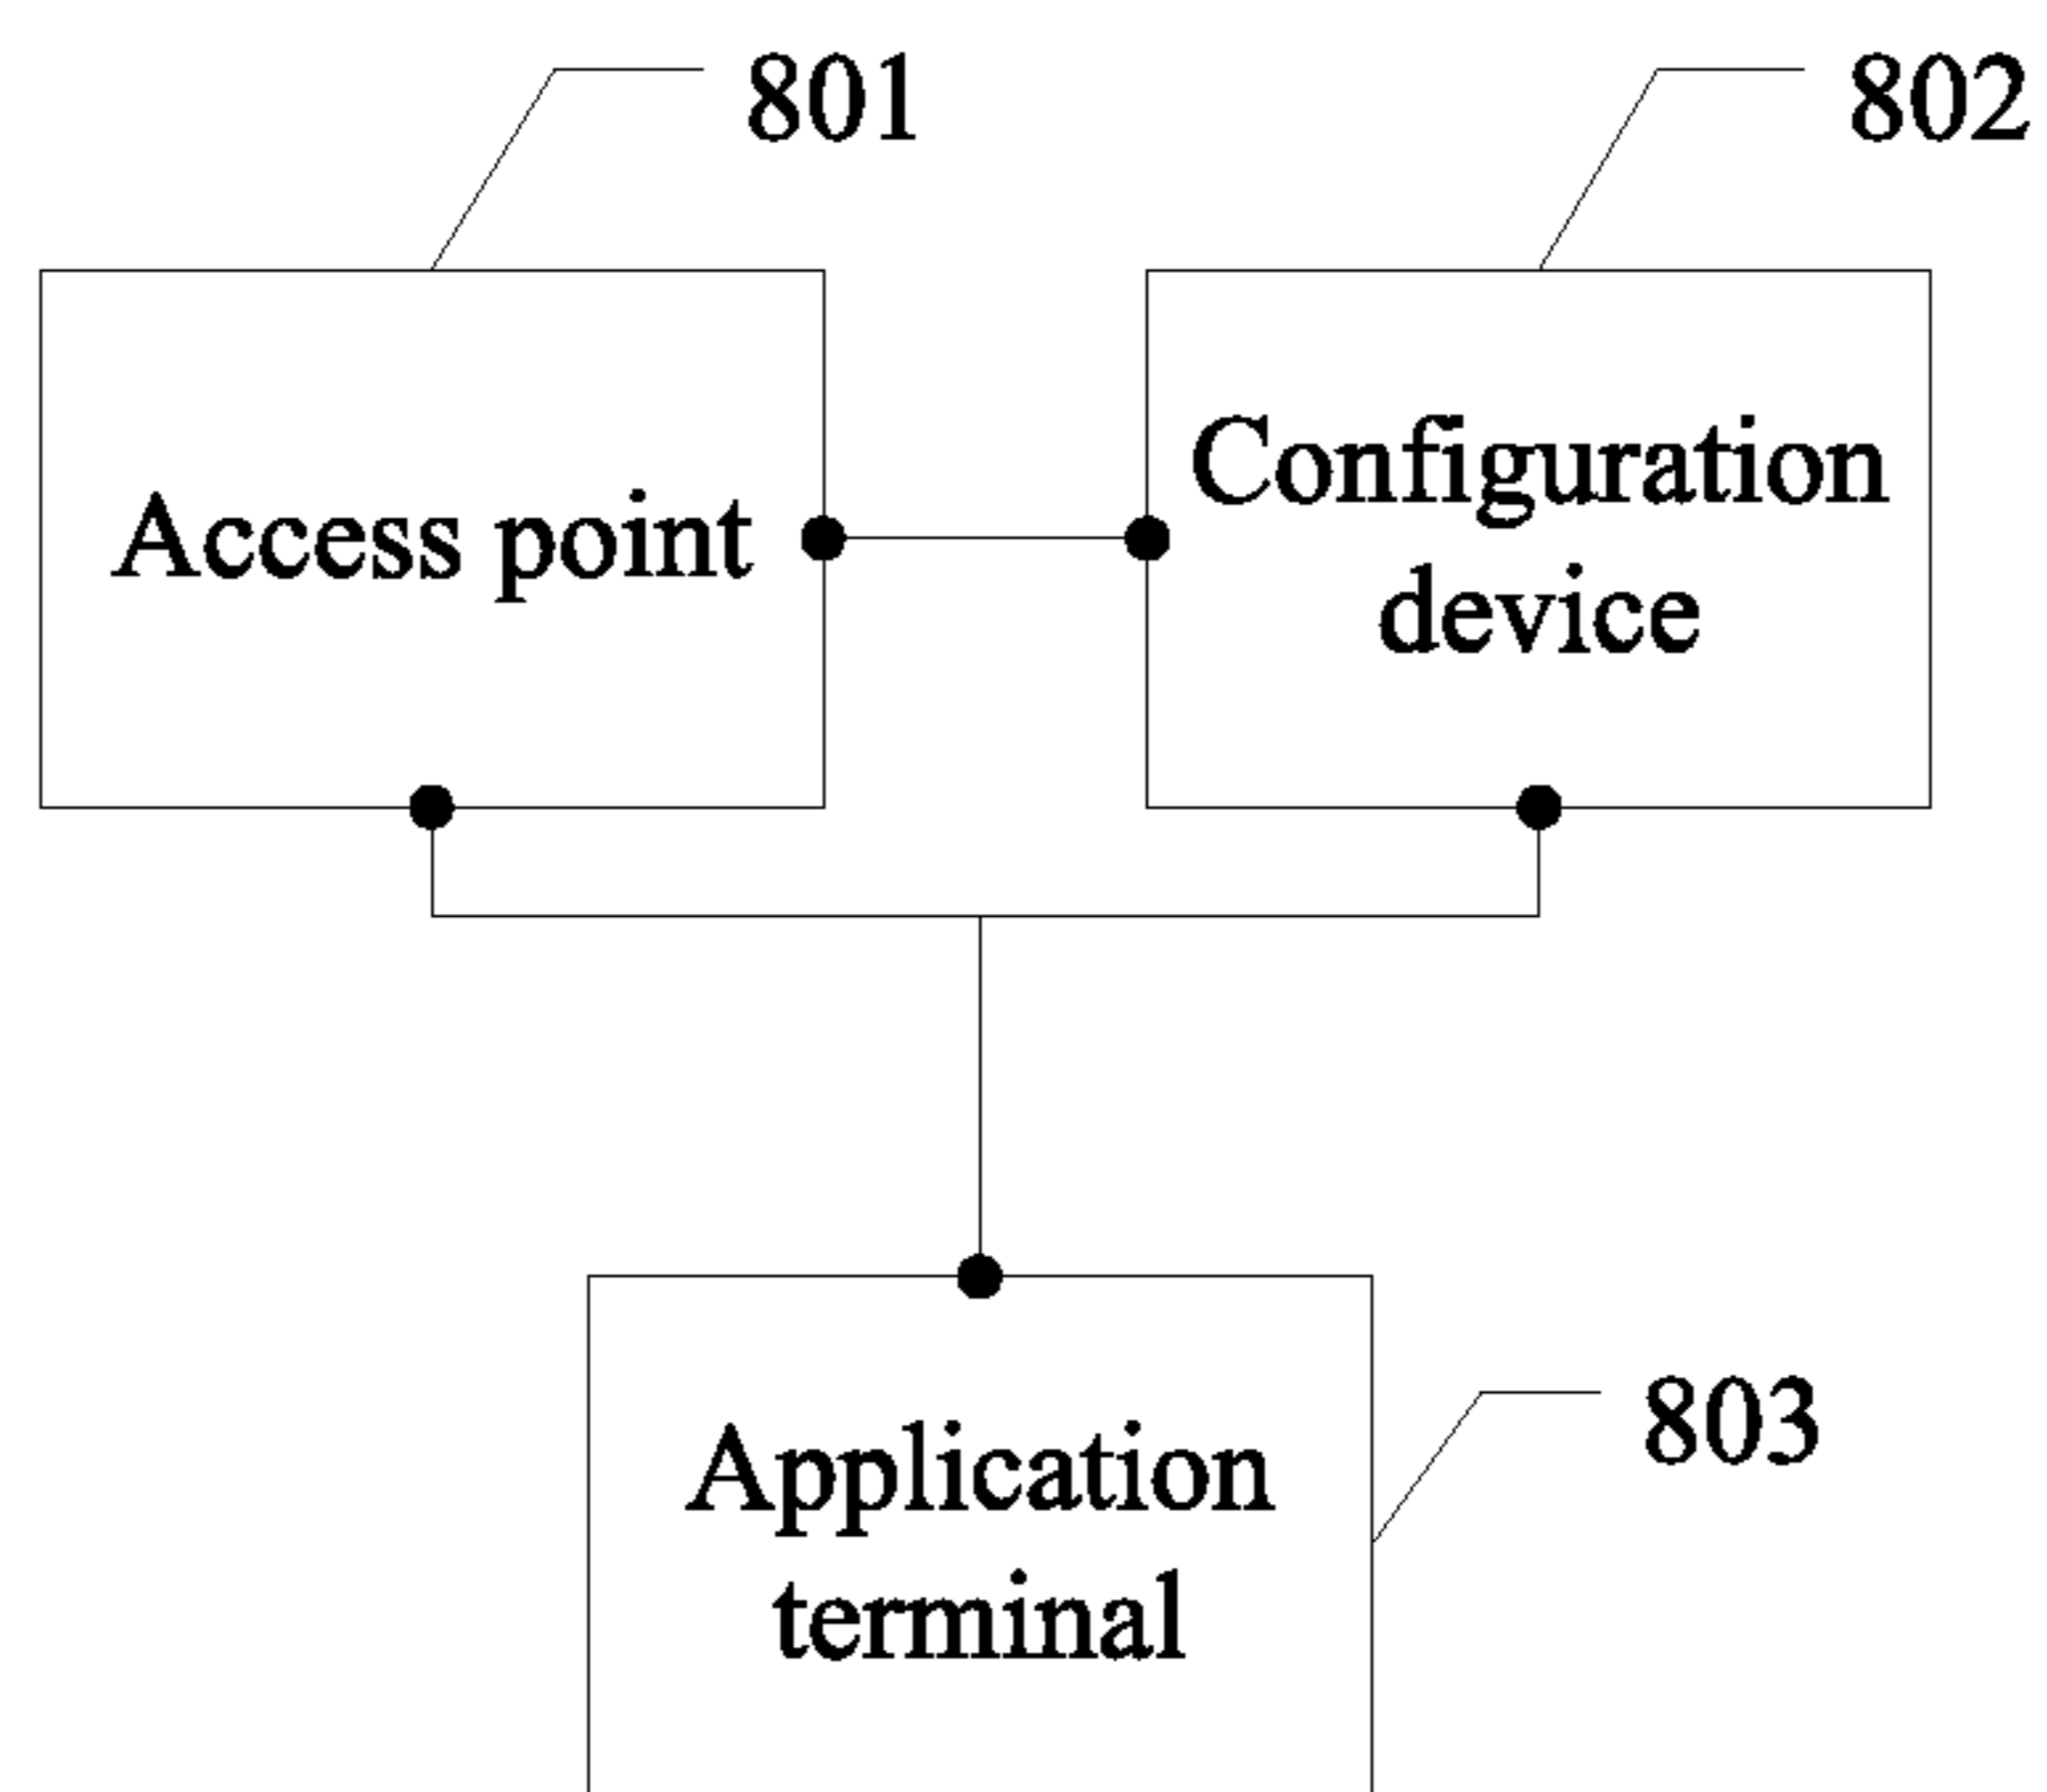 801
802
Access point
Configuration
device
803
Application
terminal